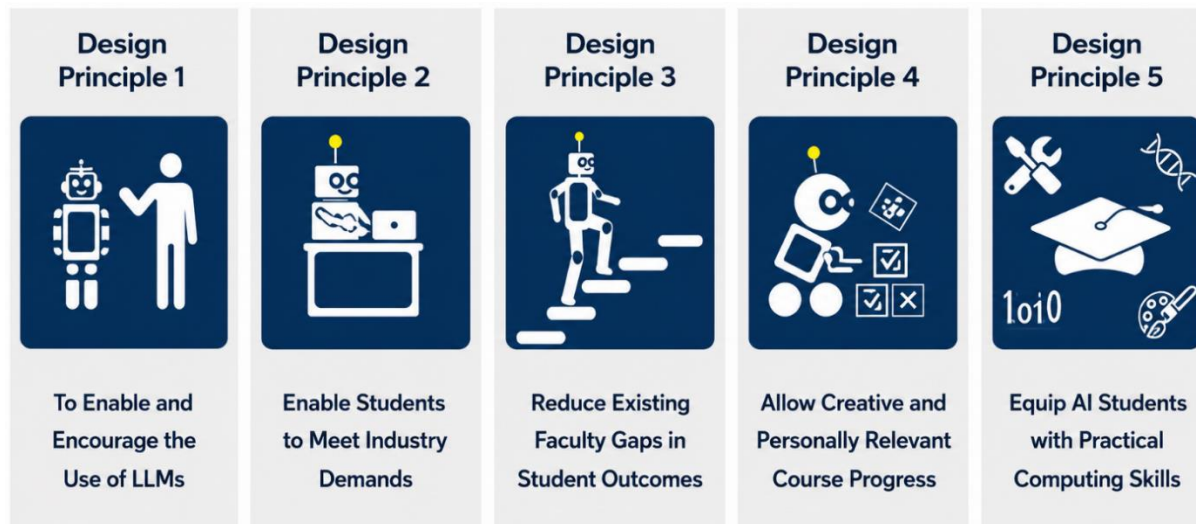 Design
Principle 1
To Enable and
Encourage the
Use of LLMs
Design
Principle 2
Enable Students
to Meet Industry
Demands
Design
Principle 3
Reduce Existing
Faculty Gaps in
Student Outcomes
Design
Principle 4
Allow Creative and
Personally Relevant
Course Progress
Design
Principle 5
1010
Equip AI Students
with Practical
Computing Skills